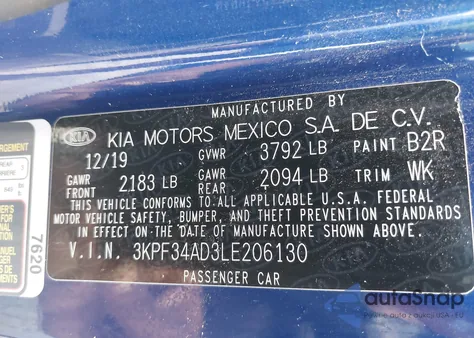 MANUFACTURED BY
KIA KIA MOTORS MEXICO S.A. DE C.V.
12/19 GVWR 3792 LB PAINT B2R
GAWR FRONT 2183 LB GAWR REAR 2094 LB TRIM WK
THIS VEHICLE CONFORMS TO ALL APPLICABLE U.S.A. FEDERAL
MOTOR VEHICLE SAFETY, BUMPER, AND THEFT PREVENTION STANDARDS
IN EFFECT ON THE DATE OF MANUFACTURE SHOWN ABOVE.
V.I.N. 3KPF34AD3LE206130
PASSENGER CAR
7620
REAR
autoSnap